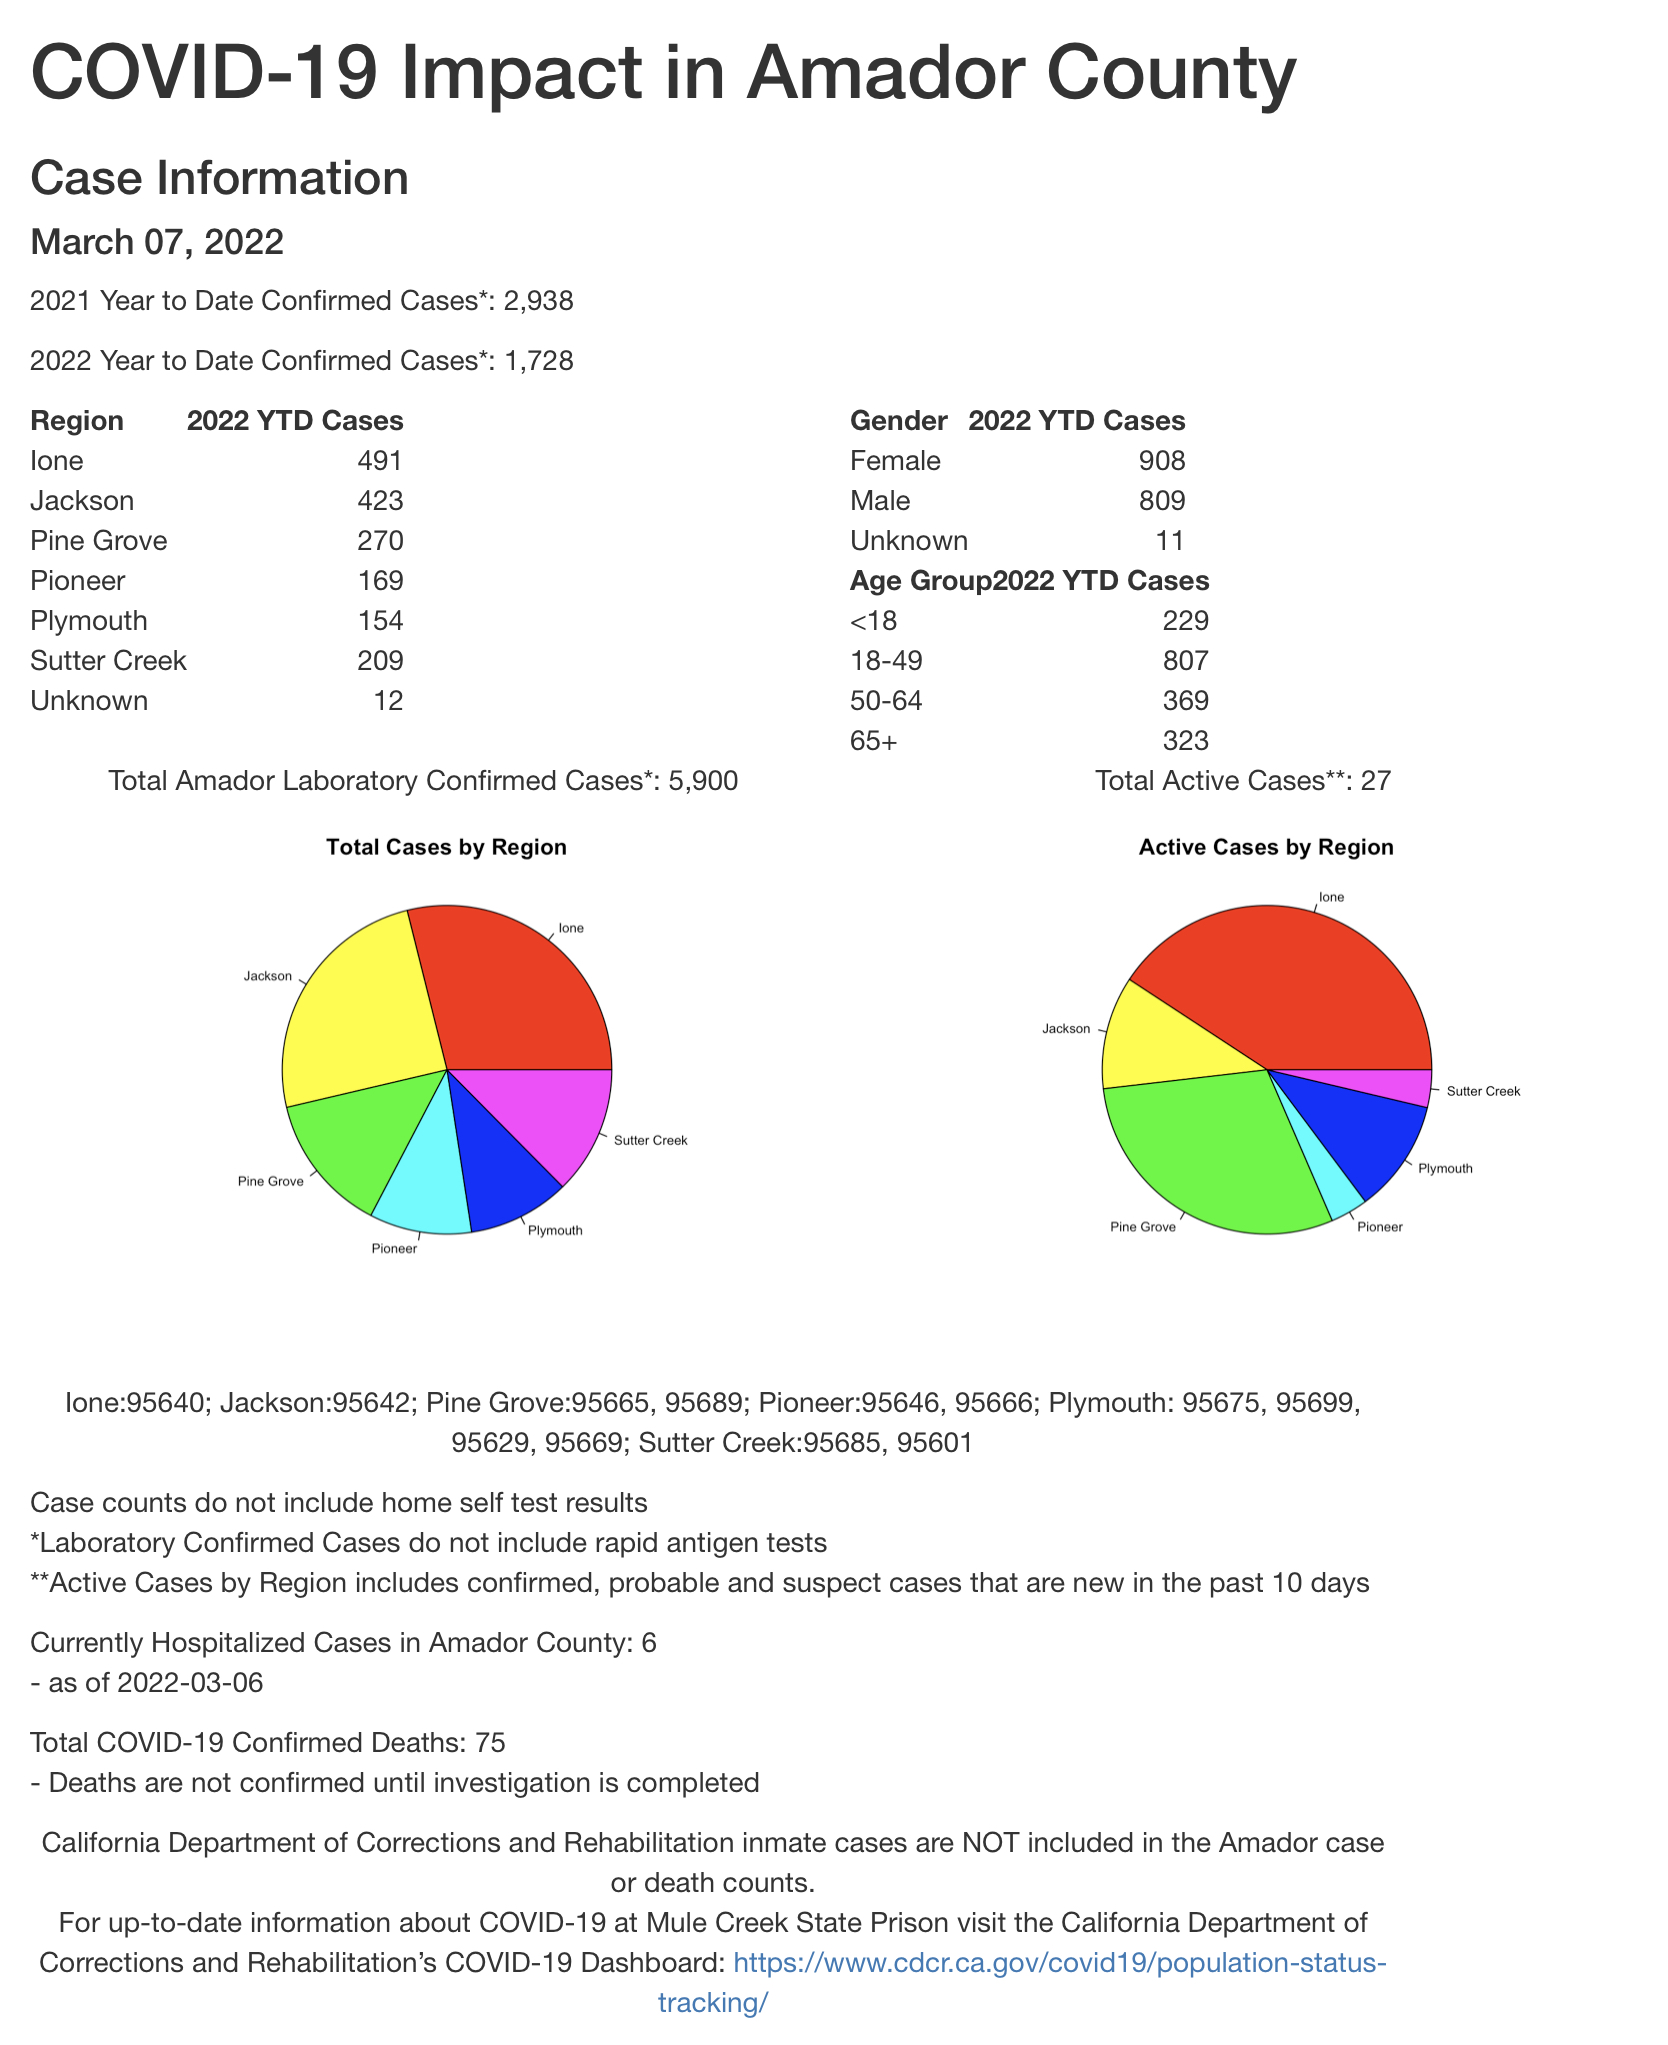 COVID-19 Impact in Amador County
Case Information
March 07, 2022
2021 Year to Date Confirmed Cases*: 2,938
2022 Year to Date Confirmed Cases*: 1,728
Region 2022 YTD Cases
Ione 491
Jackson 423
Pine Grove 270
Pioneer 169
Plymouth 154
Sutter Creek 209
Unknown 12
Gender 2022 YTD Cases
Female 908
Male 809
Unknown 11
Age Group2022 YTD Cases
<18 229
18-49 807
50-64 369
65+ 323
Total Amador Laboratory Confirmed Cases*: 5,900
Total Active Cases**: 27
Total Cases by Region
Ione
Jackson
Pine Grove
Pioneer
Plymouth
Sutter Creek
Active Cases by Region
Ione
Jackson
Pine Grove
Pioneer
Plymouth
Sutter Creek
Ione:95640; Jackson:95642; Pine Grove:95665, 95689; Pioneer:95646, 95666; Plymouth: 95675, 95699,
95629, 95669; Sutter Creek:95685, 95601
Case counts do not include home self test results
*Laboratory Confirmed Cases do not include rapid antigen tests
**Active Cases by Region includes confirmed, probable and suspect cases that are new in the past 10 days
Currently Hospitalized Cases in Amador County: 6
- as of 2022-03-06
Total COVID-19 Confirmed Deaths: 75
- Deaths are not confirmed until investigation is completed
California Department of Corrections and Rehabilitation inmate cases are NOT included in the Amador case
or death counts.
For up-to-date information about COVID-19 at Mule Creek State Prison visit the California Department of
Corrections and Rehabilitation’s COVID-19 Dashboard: https://www.cdcr.ca.gov/covid19/population-status-
tracking/